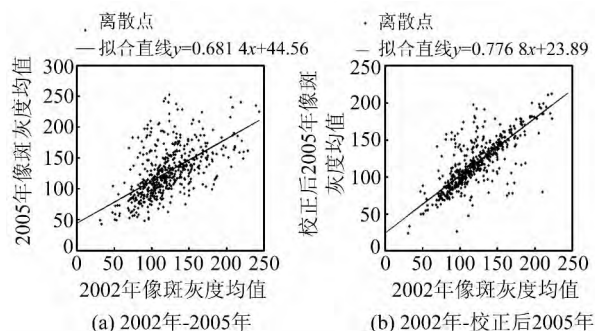 离散点
拟合直线y=0.681 4x+44.56
300
250
200
150
100
50
0
2005年像斑灰度均值
0 50 100 150 200 250
2002年像斑灰度均值
(a) 2002年-2005年
离散点
拟合直线y=0.776 8x+23.89
250
200
150
100
50
0
校正后2005年像斑
灰度均值
0 50 100 150 200 250
2002年像斑灰度均值
(b) 2002年-校正后2005年